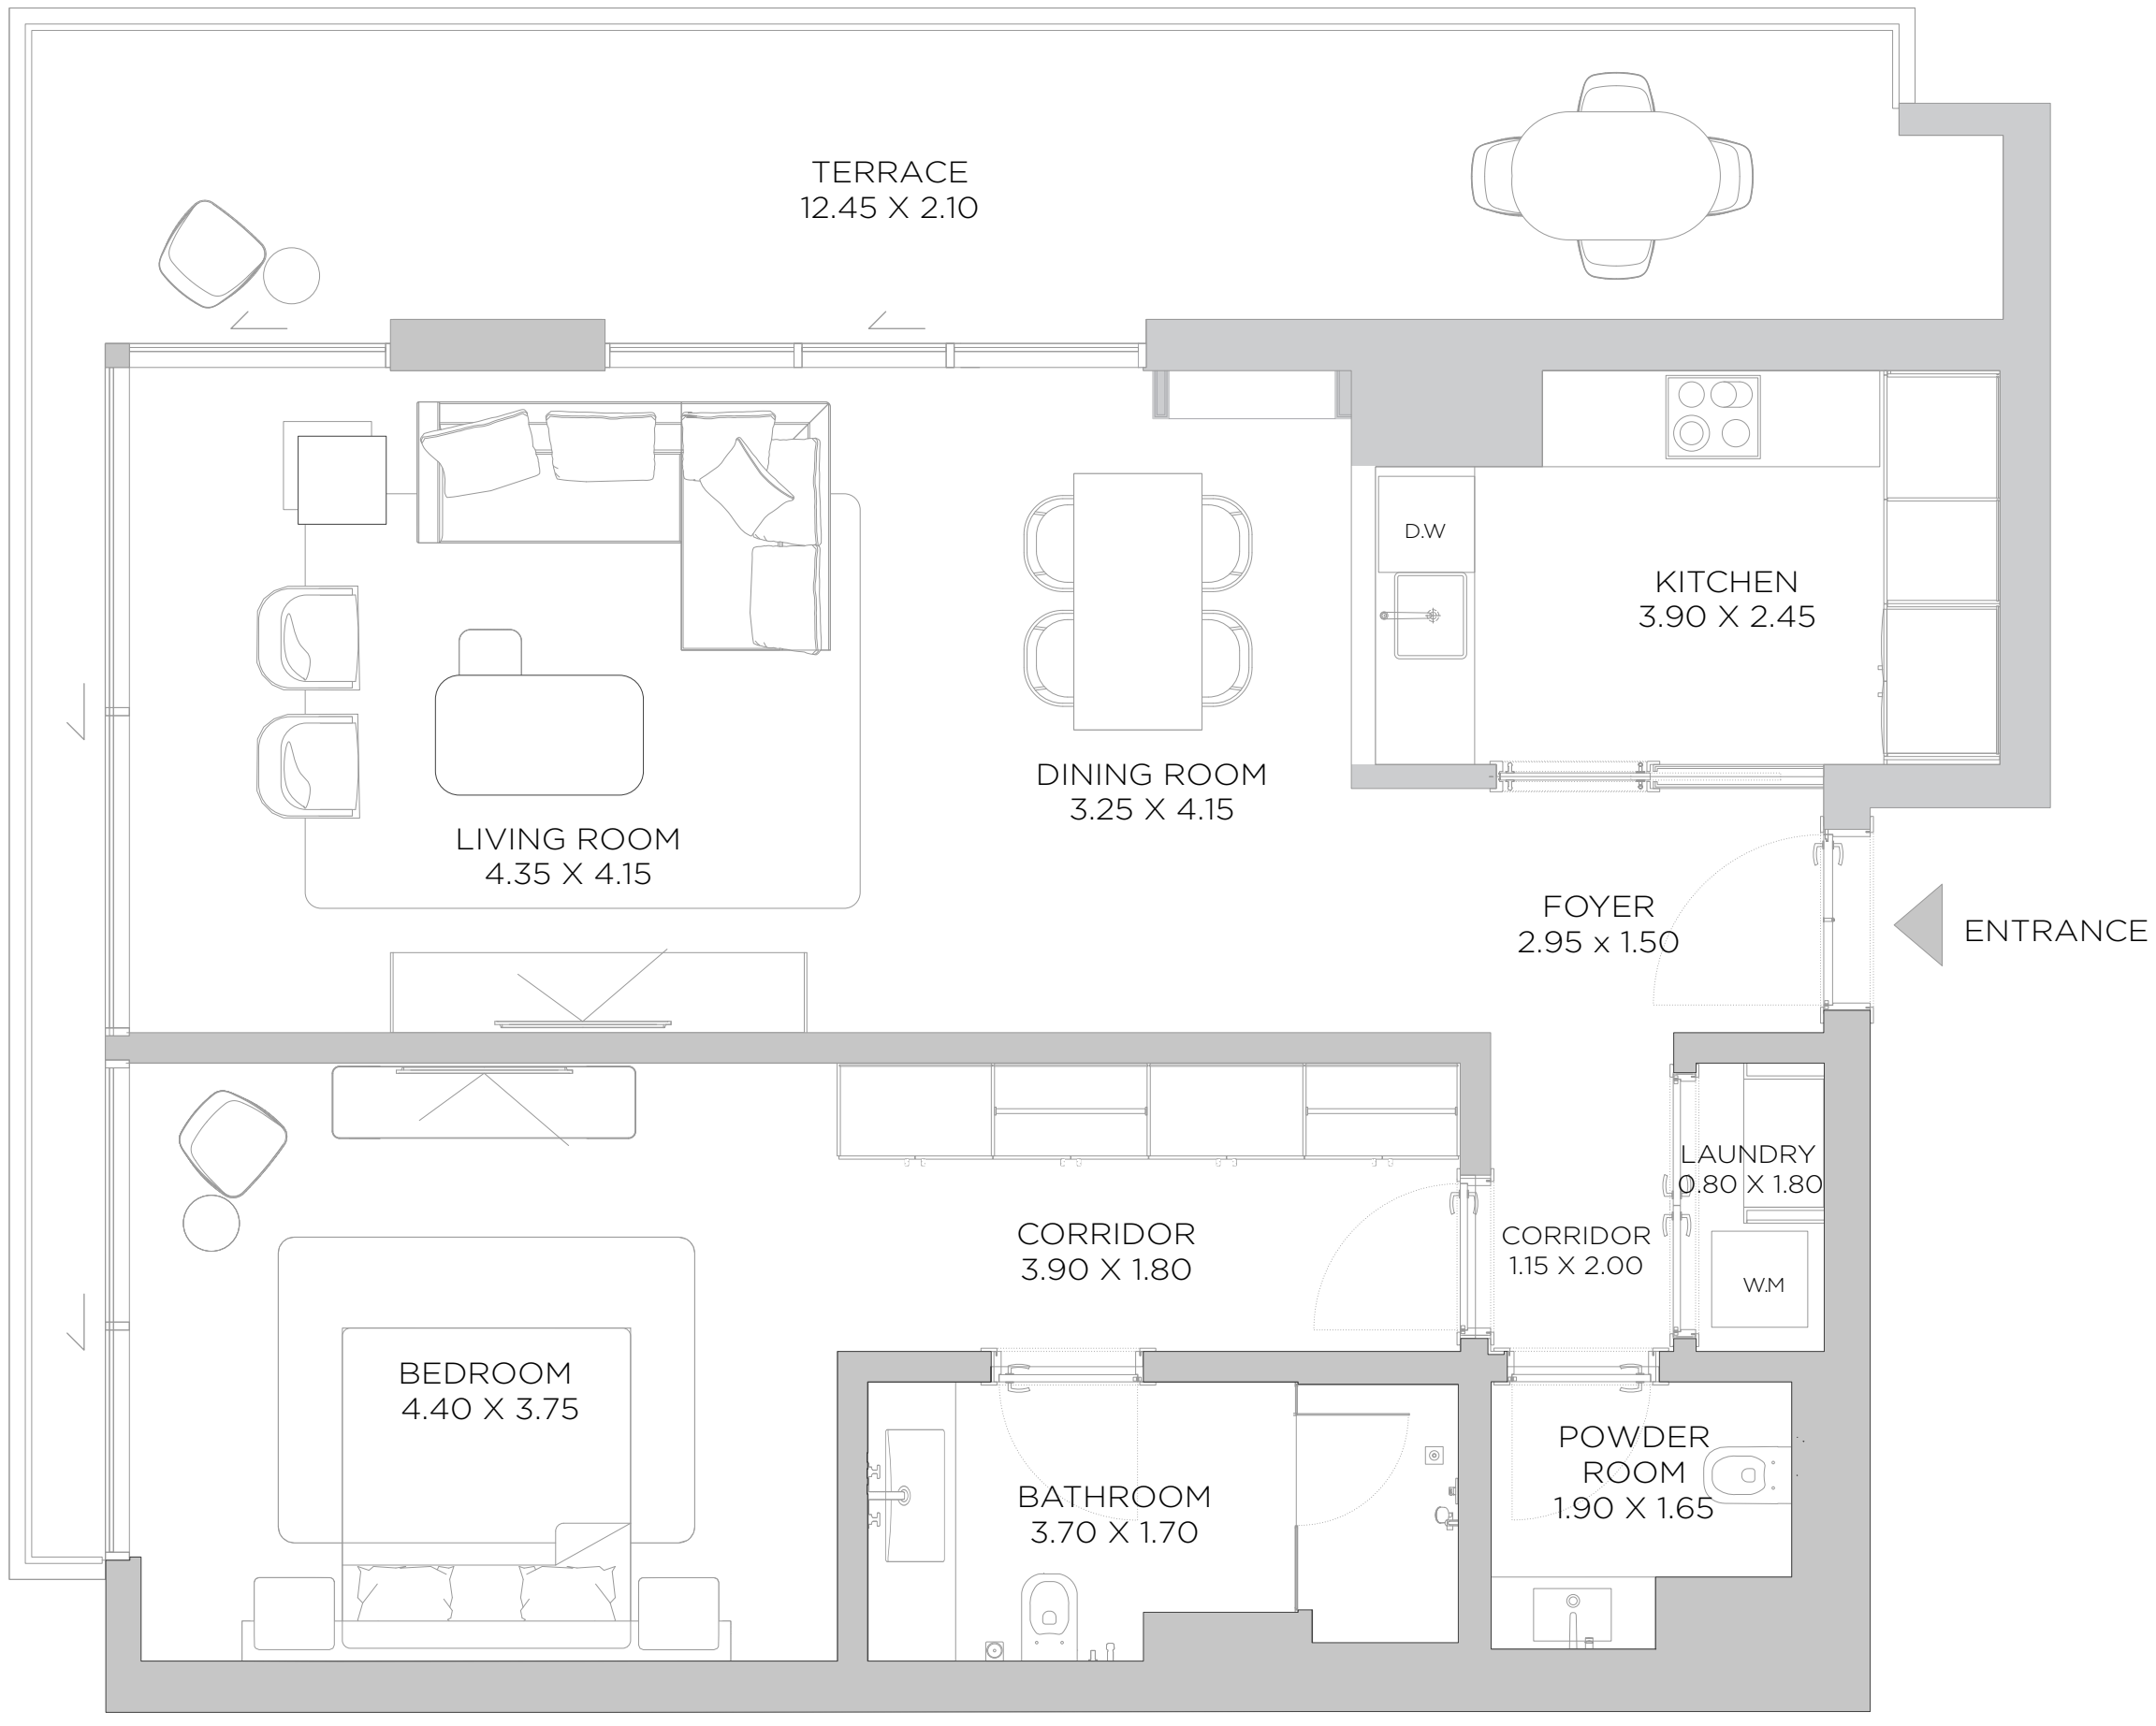 TERRACE
12.45 X 2.10
D.W
KITCHEN
3.90 X 2.45
DINING ROOM
3.25 X 4.15
LIVING ROOM
4.35 X 4.15
FOYER
2.95 x 1.50
ENTRANCE
LAUNDRY
0.80 X 1.80
CORRIDOR
3.90 X 1.80
CORRIDOR
1.15 X 2.00
W.M
BEDROOM
4.40 X 3.75
POWDER
ROOM
1.90 X 1.65
BATHROOM
3.70 X 1.70